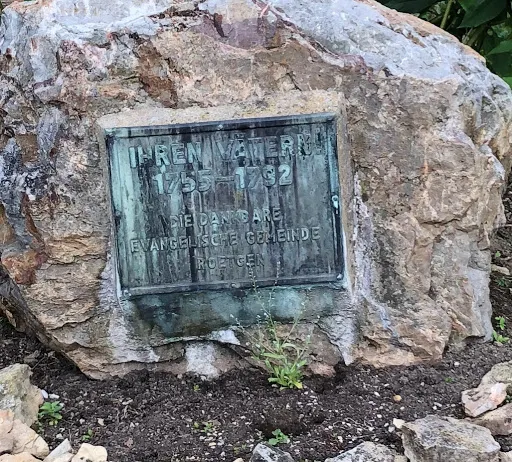 IHREN VÄTERN!
1755-1782
DIE DANKBARE
EVANGELISCHE GEMEINDE
ROETGEN